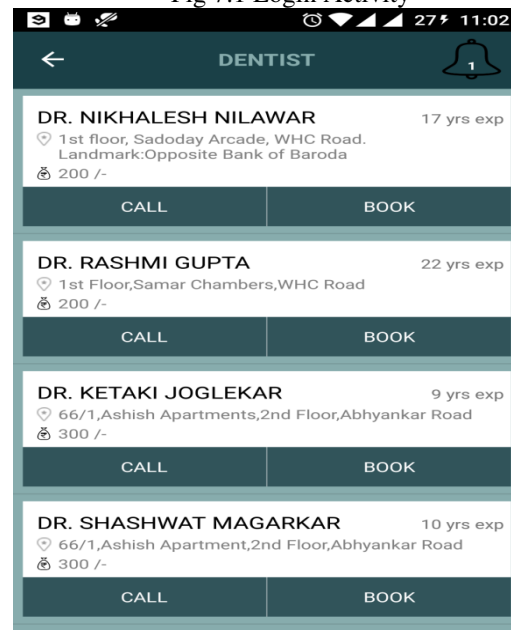 Fig 7.1 Login Activity
27 11:02
DENTIST
1
DR. NIKHALESH NILAWAR 17 yrs exp
1st floor, Sadoday Arcade, WHC Road.
Landmark:Opposite Bank of Baroda
200 /-
CALL BOOK
DR. RASHMI GUPTA 22 yrs exp
1st Floor,Samar Chambers,WHC Road
200 /-
CALL BOOK
DR. KETAKI JOGLEKAR 9 yrs exp
66/1,Ashish Apartments,2nd Floor,Abhyankar Road
300 /-
CALL BOOK
DR. SHASHWAT MAGARKAR 10 yrs exp
66/1,Ashish Apartment,2nd Floor,Abhyankar Road
300 /-
CALL BOOK